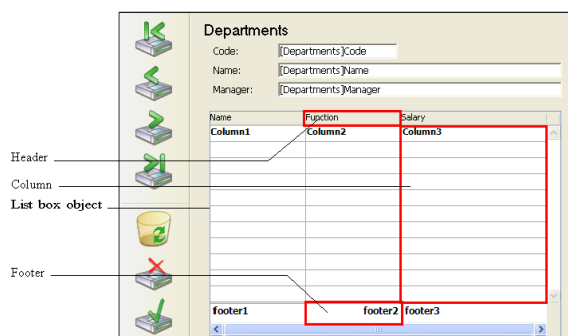 Departments
Code: [Departments]Code
Name: [Departments]Name
Manager: [Departments]Manager
Name Function Salary
Column1 Column2 Column3
Header
Column
List box object
Footer
footer1 footer2 footer3